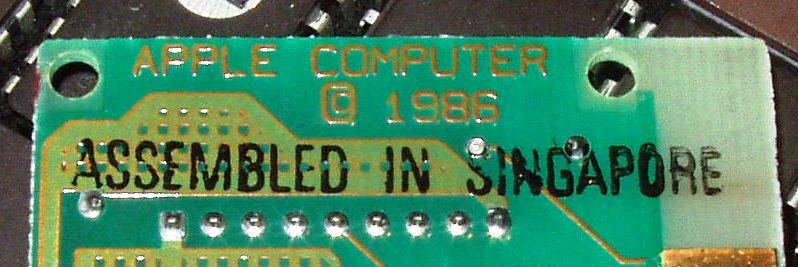 APPLE COMPUTER
© 1986
ASSEMBLED IN SINGAPORE